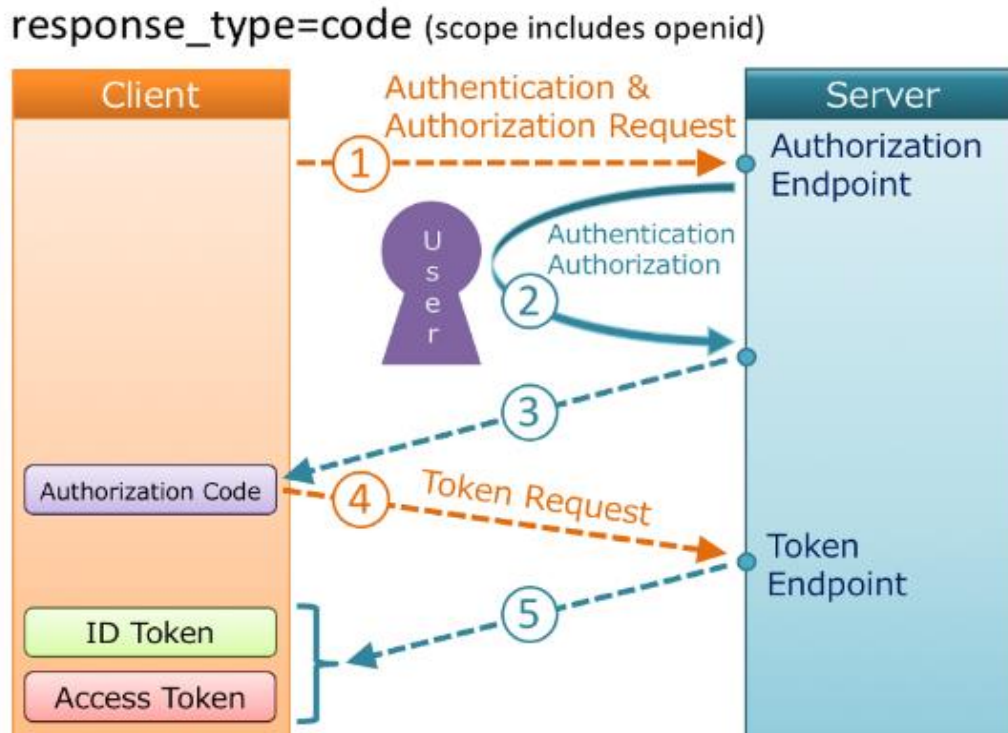 response_type=code (scope includes openid)
Client
Authentication &
Authorization Request
Server
1
Authorization
Endpoint
User
Authentication
Authorization
2
3
Authorization Code
4
Token Request
Token
Endpoint
5
ID Token
Access Token